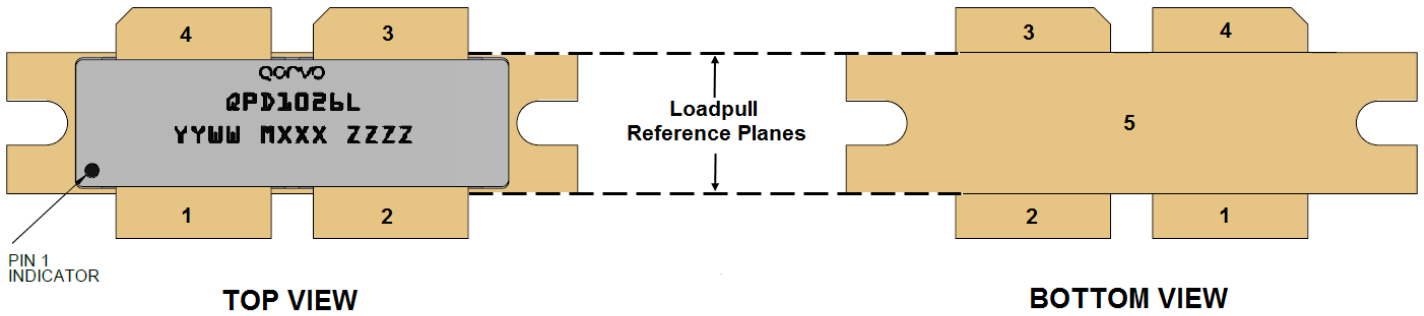 4 3
QORVO
QPD1026L
YYWW MXXX ZZZZ
1 2
PIN 1
INDICATOR
TOP VIEW
Loadpull
Reference Planes
3 4
5
2 1
BOTTOM VIEW